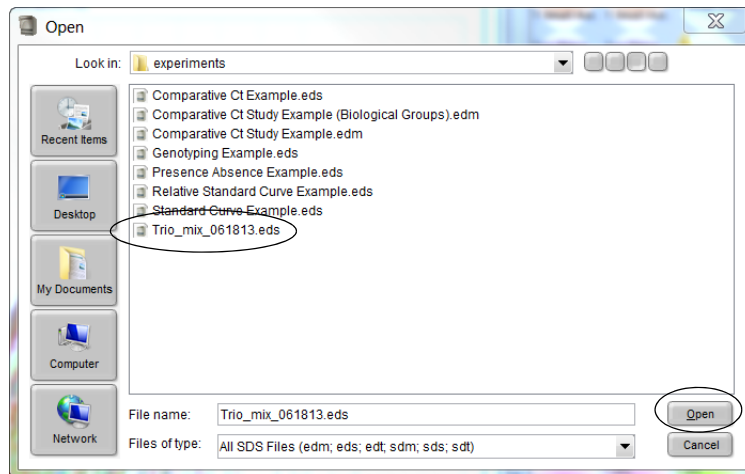 Open
Look in: experiments
Recent Items
Desktop
My Documents
Computer
Network
Comparative Ct Example.eds
Comparative Ct Study Example (Biological Groups).edm
Comparative Ct Study Example.edm
Genotyping Example.eds
Presence Absence Example.eds
Relative Standard Curve Example.eds
Standard Curve Example.eds
Trio_mix_061813.eds
File name: Trio_mix_061813.eds Open
Files of type: All SDS Files (edm; eds; edt; sdm; sds; sdt) Cancel